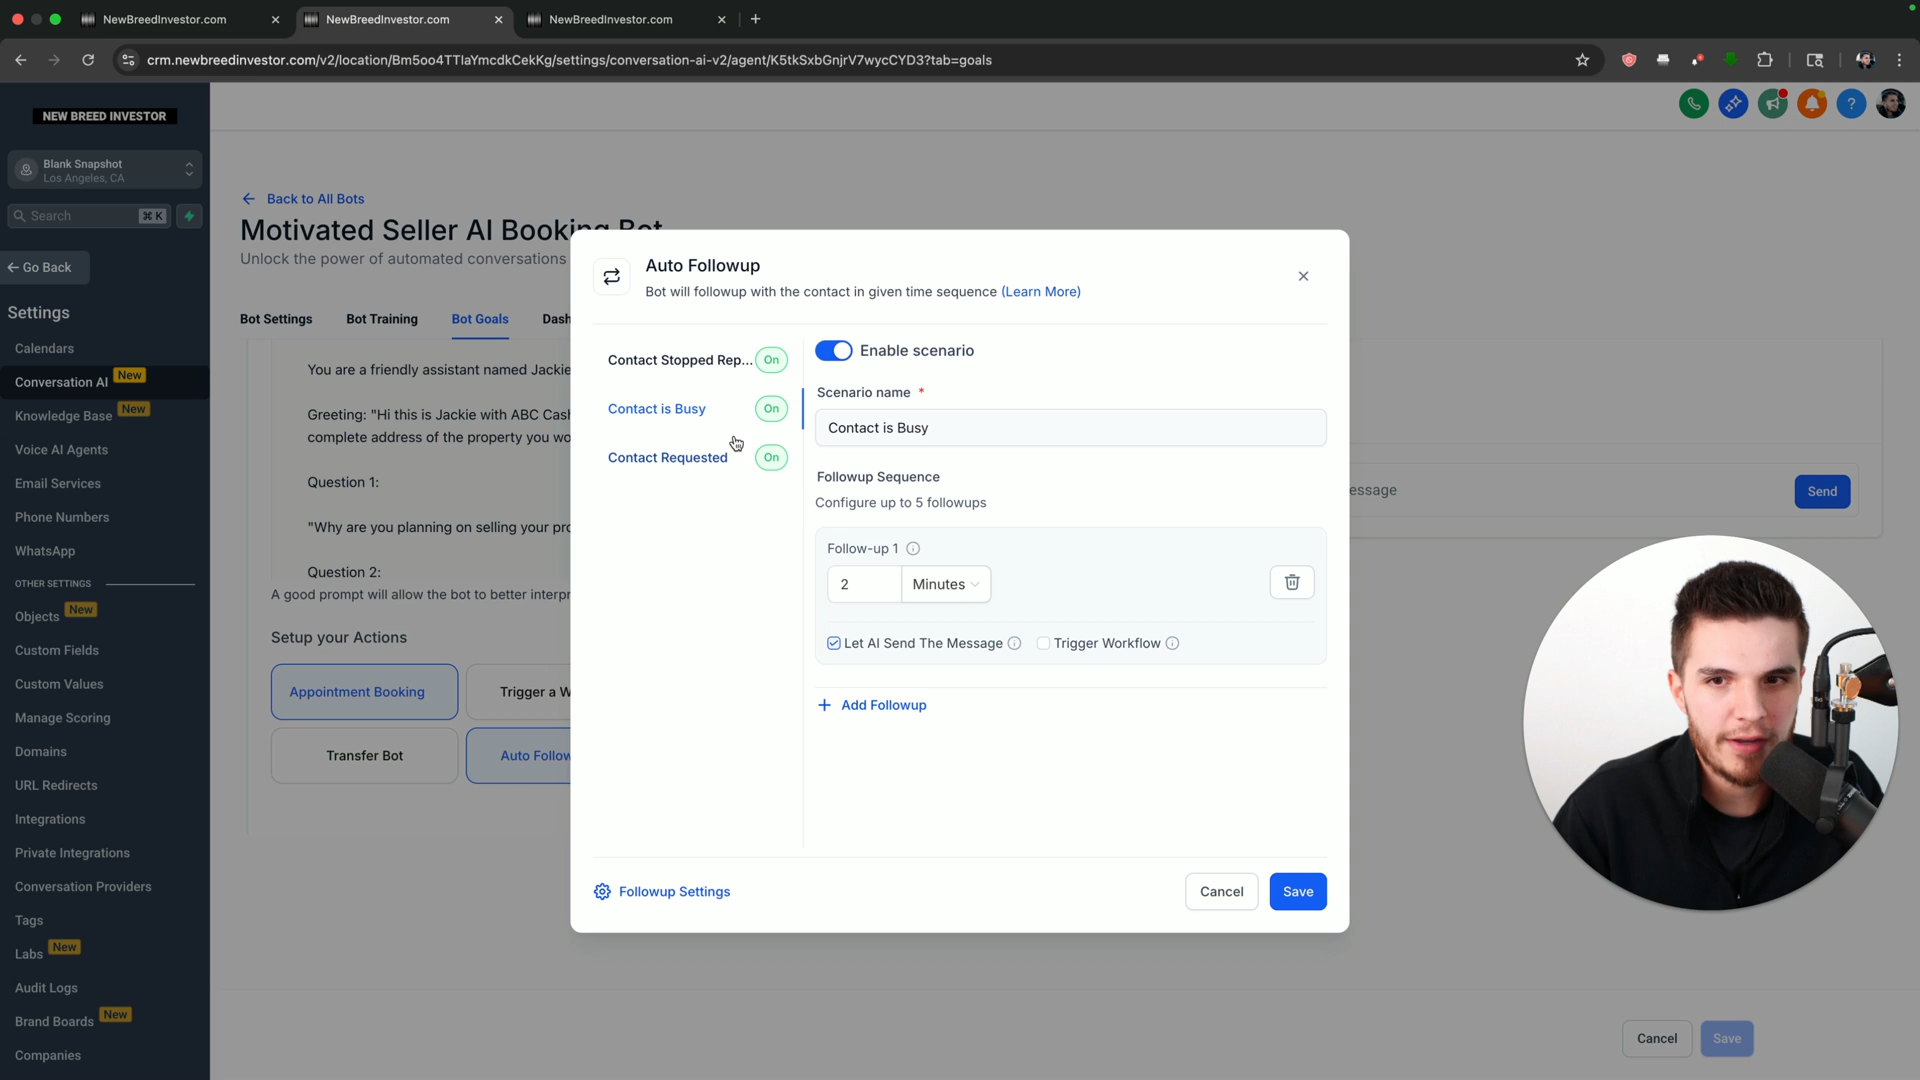 NewBreedInvestor.com
NewBreedInvestor.com
NewBreedInvestor.com
crm.newbreedinvestor.com/v2/location/Bm5oo4TTlaYmcdkCekKg/settings/conversation-ai-v2/agent/K5tkSxbGnjrV7wycCYD3?tab=goals
NEW BREED INVESTOR
Blank Snapshot
Los Angeles, CA
Search ⌘ K
← Go Back
Settings
Calendars
Conversation AI New
Knowledge Base New
Voice AI Agents
Email Services
Phone Numbers
WhatsApp
OTHER SETTINGS
Objects New
Custom Fields
Custom Values
Manage Scoring
Domains
URL Redirects
Integrations
Private Integrations
Conversation Providers
Tags
Labs New
Audit Logs
Brand Boards New
Companies
← Back to All Bots
Motivated Seller AI Booking Bot
Unlock the power of automated conversations
Bot Settings Bot Training Bot Goals Dash
You are a friendly assistant named Jackie
Greeting: "Hi this is Jackie with ABC Cas
complete address of the property you wo
Question 1:
"Why are you planning on selling your pro
Question 2:
A good prompt will allow the bot to better interp
Setup your Actions
Appointment Booking
Trigger a W
Transfer Bot
Auto Follow
Auto Followup
Bot will followup with the contact in given time sequence (Learn More)
Contact Stopped Rep... On
Contact is Busy On
Contact Requested On
Enable scenario
Scenario name *
Contact is Busy
Followup Sequence
Configure up to 5 followups
Follow-up 1
2 Minutes
Let AI Send The Message Trigger Workflow
+ Add Followup
Followup Settings
Cancel Save
essage
Send
Cancel Save